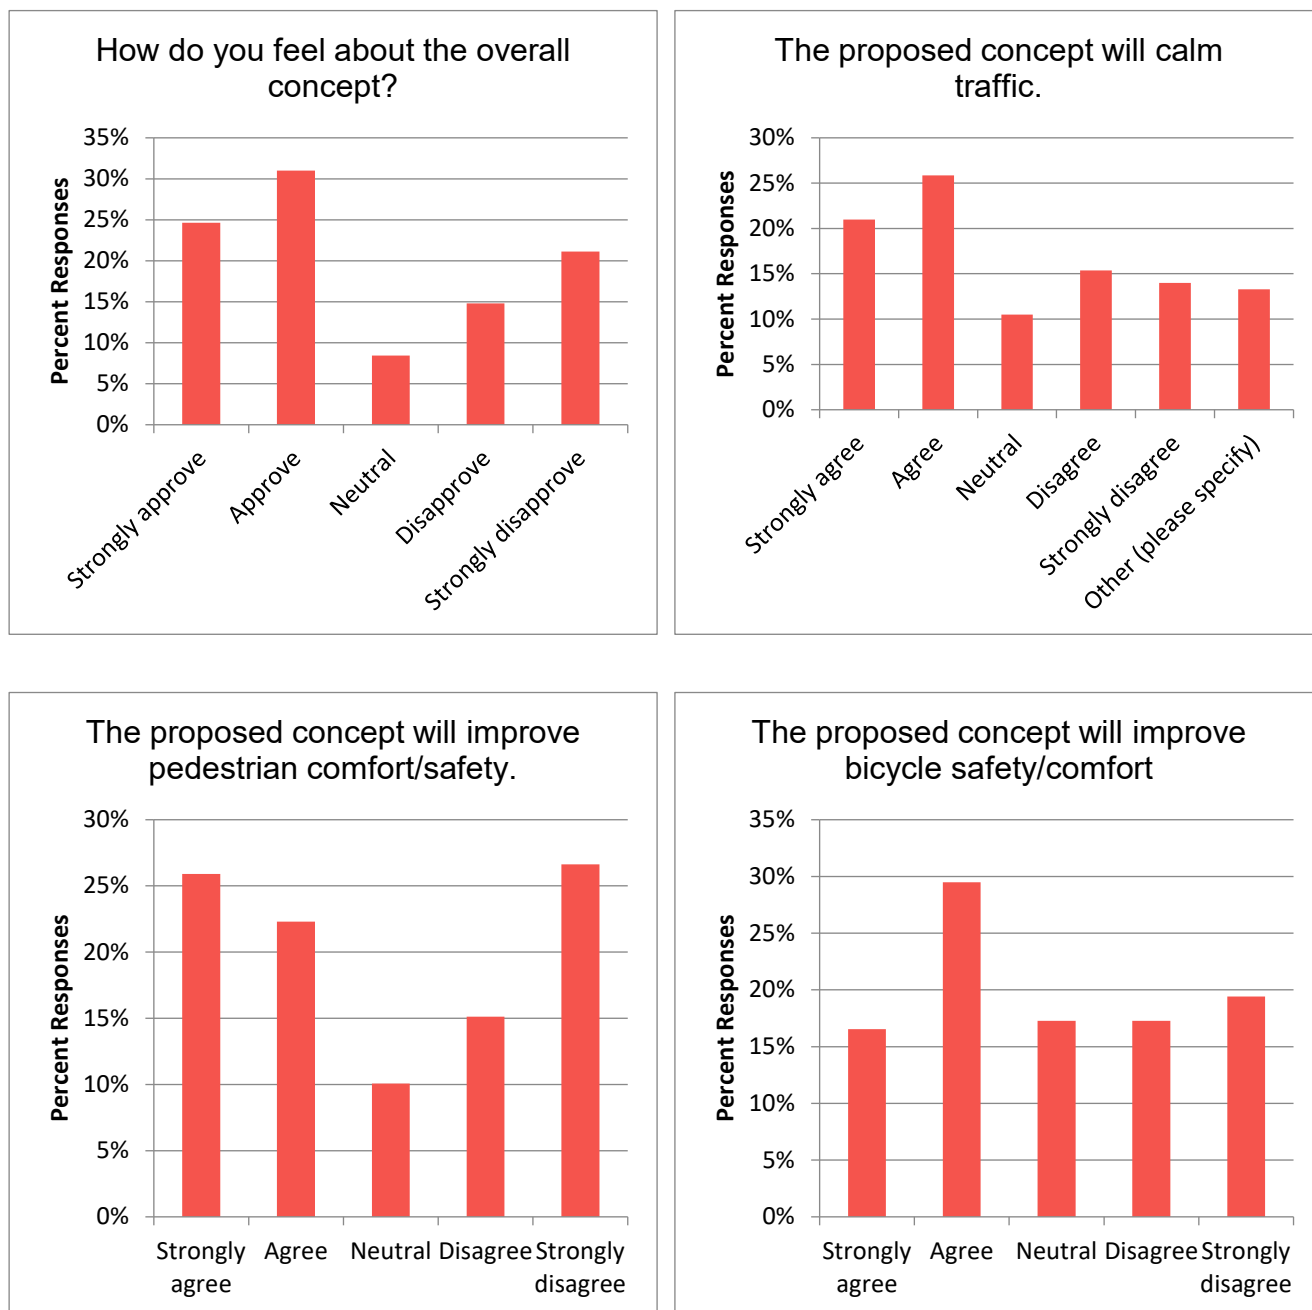 How do you feel about the overall
concept?
Percent Responses
35%
30%
25%
20%
15%
10%
5%
0%
Strongly approve
Approve
Neutral
Disapprove
Strongly disapprove
The proposed concept will calm
traffic.
Percent Responses
30%
25%
20%
15%
10%
5%
0%
Strongly agree
Agree
Neutral
Disagree
Strongly disagree
Other (please specify)
The proposed concept will improve
pedestrian comfort/safety.
Percent Responses
30%
25%
20%
15%
10%
5%
0%
Strongly
agree
Agree
Neutral
Disagree
Strongly
disagree
The proposed concept will improve
bicycle safety/comfort
Percent Responses
35%
30%
25%
20%
15%
10%
5%
0%
Strongly
agree
Agree
Neutral
Disagree
Strongly
disagree